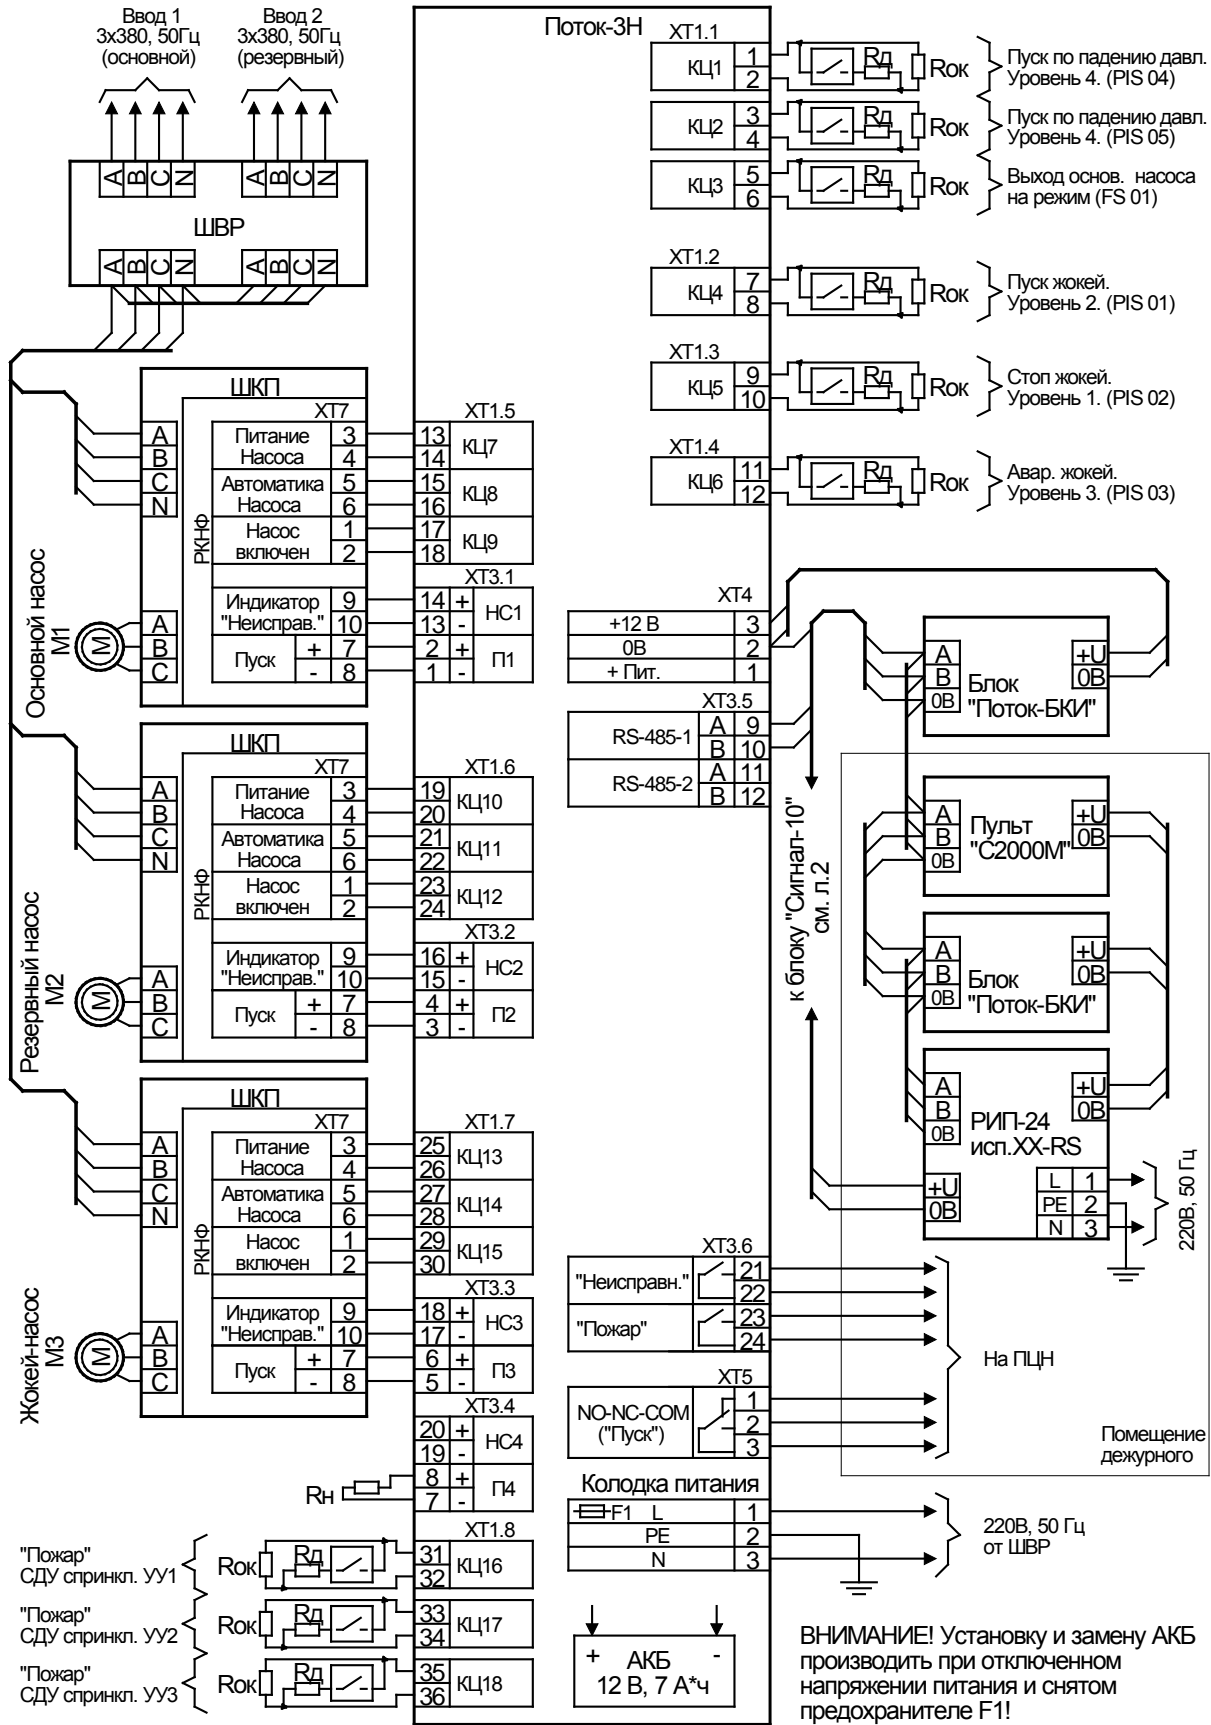 Ввод 1
3х380, 50Гц
(основной)
Ввод 2
3х380, 50Гц
(резервный)
A B C N
A B C N
ШВР
A B C N
A B C N
Поток-3Н
XT1.1
КЦ1
1
2
Rд
Rок
Пуск по падению давл.
Уровень 4. (PIS 04)
КЦ2
3
4
Rд
Rок
Пуск по падению давл.
Уровень 4. (PIS 05)
КЦ3
5
6
Rд
Rок
Выход основ. насоса
на режим (FS 01)
XT1.2
КЦ4
7
8
Rд
Rок
Пуск жокей.
Уровень 2. (PIS 01)
XT1.3
КЦ5
9
10
Rд
Rок
Стоп жокей.
Уровень 1. (PIS 02)
XT1.4
КЦ6
11
12
Rд
Rок
Авар. жокей.
Уровень 3. (PIS 03)
Основной насос
М1
М
A
B
C
N
A
B
C
ШКП
РКНФ
XT7
Питание
Насоса
3
4
Автоматика
Насоса
5
6
Насос
включен
1
2
Индикатор
"Неисправ."
9
10
Пуск
+ 7
- 8
XT1.5
13
14
КЦ7
15
16
КЦ8
17
18
КЦ9
XT3.1
14 +
13 -
НС1
2 +
1 -
П1
Резервный насос
М2
М
A
B
C
N
A
B
C
ШКП
РКНФ
XT7
Питание
Насоса
3
4
Автоматика
Насоса
5
6
Насос
включен
1
2
Индикатор
"Неисправ."
9
10
Пуск
+ 7
- 8
XT1.6
19
20
КЦ10
21
22
КЦ11
23
24
КЦ12
XT3.2
16 +
15 -
НС2
4 +
3 -
П2
Жокей-насос
М3
М
A
B
C
N
A
B
C
ШКП
РКНФ
XT7
Питание
Насоса
3
4
Автоматика
Насоса
5
6
Насос
включен
1
2
Индикатор
"Неисправ."
9
10
Пуск
+ 7
- 8
XT1.7
25
26
КЦ13
27
28
КЦ14
29
30
КЦ15
XT3.3
18 +
17 -
НС3
6 +
5 -
П3
XT3.4
20 +
19 -
НС4
Rн
8 +
7 -
П4
XT1.8
"Пожар"
СДУ спринкл. УУ1
Rок
Rд
31
32
КЦ16
"Пожар"
СДУ спринкл. УУ2
Rок
Rд
33
34
КЦ17
"Пожар"
СДУ спринкл. УУ3
Rок
Rд
35
36
КЦ18
XT4
+12 В 3
0В 2
+ Пит. 1
XT3.5
RS-485-1
A 9
B 10
RS-485-2
A 11
B 12
к блоку "Сигнал-10"
см. л.2
A
B
0В
Блок
"Поток-БКИ"
+U
0В
A
B
0В
Пульт
"С2000М"
+U
0В
A
B
0В
Блок
"Поток-БКИ"
+U
0В
A
B
0В
РИП-24
исп.ХХ-RS
+U
0В
+U
0В
L 1
PE 2
N 3
220В, 50 Гц
XT3.6
"Неисправн."
21
22
"Пожар"
23
24
XT5
NO-NC-COM
("Пуск")
1
2
3
На ПЦН
Помещение
дежурного
Колодка питания
F1 L 1
PE 2
N 3
220В, 50 Гц
от ШВР
+ -
АКБ
12 В, 7 А*ч
ВНИМАНИЕ! Установку и замену АКБ
производить при отключенном
напряжении питания и снятом
предохранителе F1!